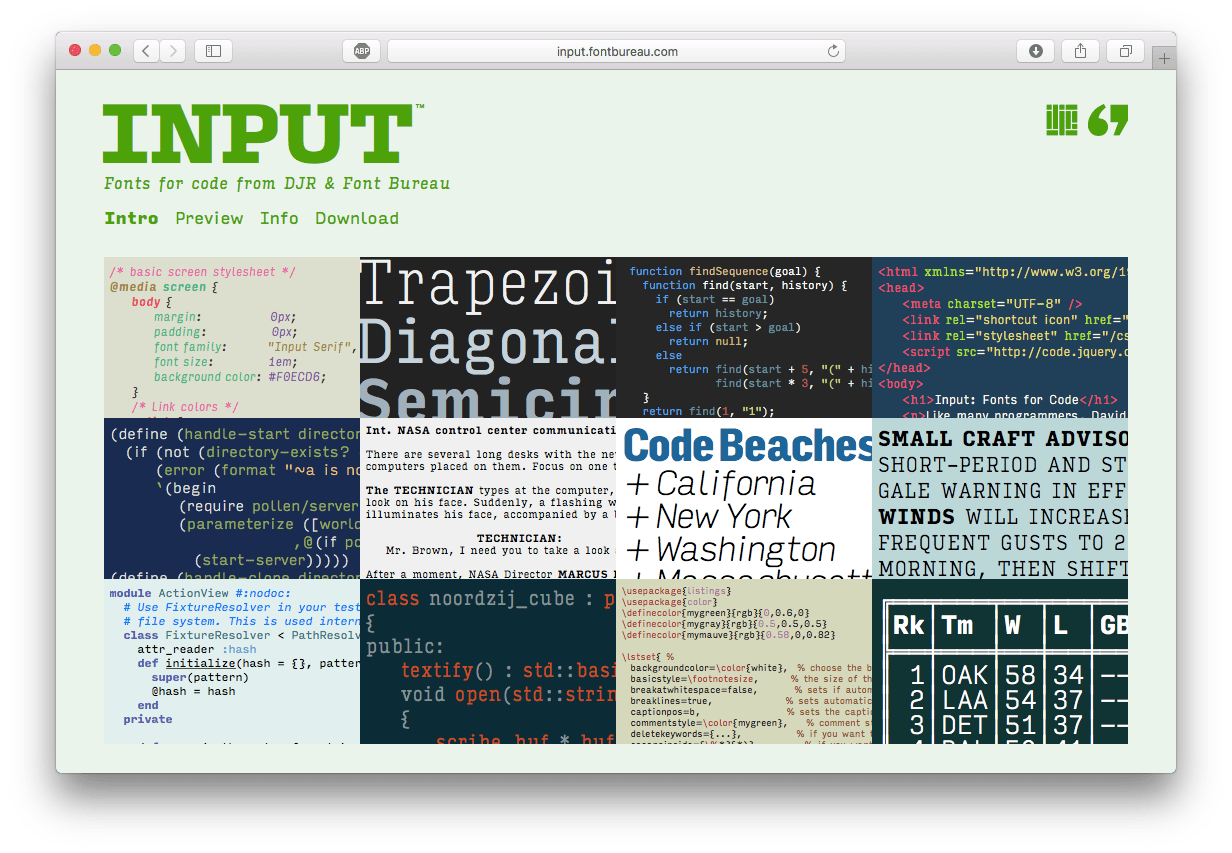 ABP
input.fontbureau.com
INPUT™
Fonts for code from DJR & Font Bureau
Intro Preview Info Download
/* basic screen stylesheet */
@media screen {
body {
margin: 0px;
padding: 0px;
font family: "Input Serif",
font size: 1em;
background color: #F0ECD6;
}
/* Link colors */
Trapezoi
Diagonal
Semicir
function findSequence(goal) {
function find(start, history) {
if (start == goal)
return history;
else if (start > goal)
return null;
else
return find(start + 5, "(" + hi
find(start * 3, "(" + hi
}
return find(1, "1");
<html xmlns="http://www.w3.org/19
<head>
<meta charset="UTF-8" />
<link rel="shortcut icon" href="
<link rel="stylesheet" href="/cs
<script src="http://code.jquery.c
</head>
<body>
<h1>Input: Fonts for Code</h1>
<p>Like many programmers, David
(define (handle-start director
(if (not (directory-exists?
(error (format "~a is no
`(begin
(require pollen/server
(parameterize ([world
,@(if po
(start-server)))))
(define (handle-clone director
Int. NASA control center communicati
There are several long desks with the ne
computers placed on them. Focus on one t
The TECHNICIAN types at the computer,
look on his face. Suddenly, a flashing w
illuminates his face, accompanied by a l
TECHNICIAN:
Mr. Brown, I need you to take a look a
After a moment, NASA Director MARCUS
Code Beaches
+ California
+ New York
+ Washington
+ Massachusett
SMALL CRAFT ADVISO
SHORT-PERIOD AND ST
GALE WARNING IN EFF
WINDS WILL INCREASE
FREQUENT GUSTS TO 2
MORNING, THEN SHIFT
module ActionView #:nodoc:
# Use FixtureResolver in your test
# file system. This is used intern
class FixtureResolver < PathResolv
attr_reader :hash
def initialize(hash = {}, pattern
super(pattern)
@hash = hash
end
private
class noordzij_cube : p
{
public:
textify() : std::basi
void open(std::strin
{
scribe_buf * buf
\usepackage{listings}
\usepackage{color}
\definecolor{mygreen}{rgb}{0,0.6,0}
\definecolor{mygray}{rgb}{0.5,0.5,0.5}
\definecolor{mymauve}{rgb}{0.58,0,0.82}
\lstset{ %
backgroundcolor=\color{white}, % choose the b
basicstyle=\footnotesize, % the size of th
breakatwhitespace=false, % sets if autom
breaklines=true, % sets automatic
captionpos=b, % sets the capti
commentstyle=\color{mygreen}, % comment st
deletekeywords={...}, % if you want t
Rk Tm W L GB
1 OAK 58 34 --
2 LAA 54 37 --
3 DET 51 37 --